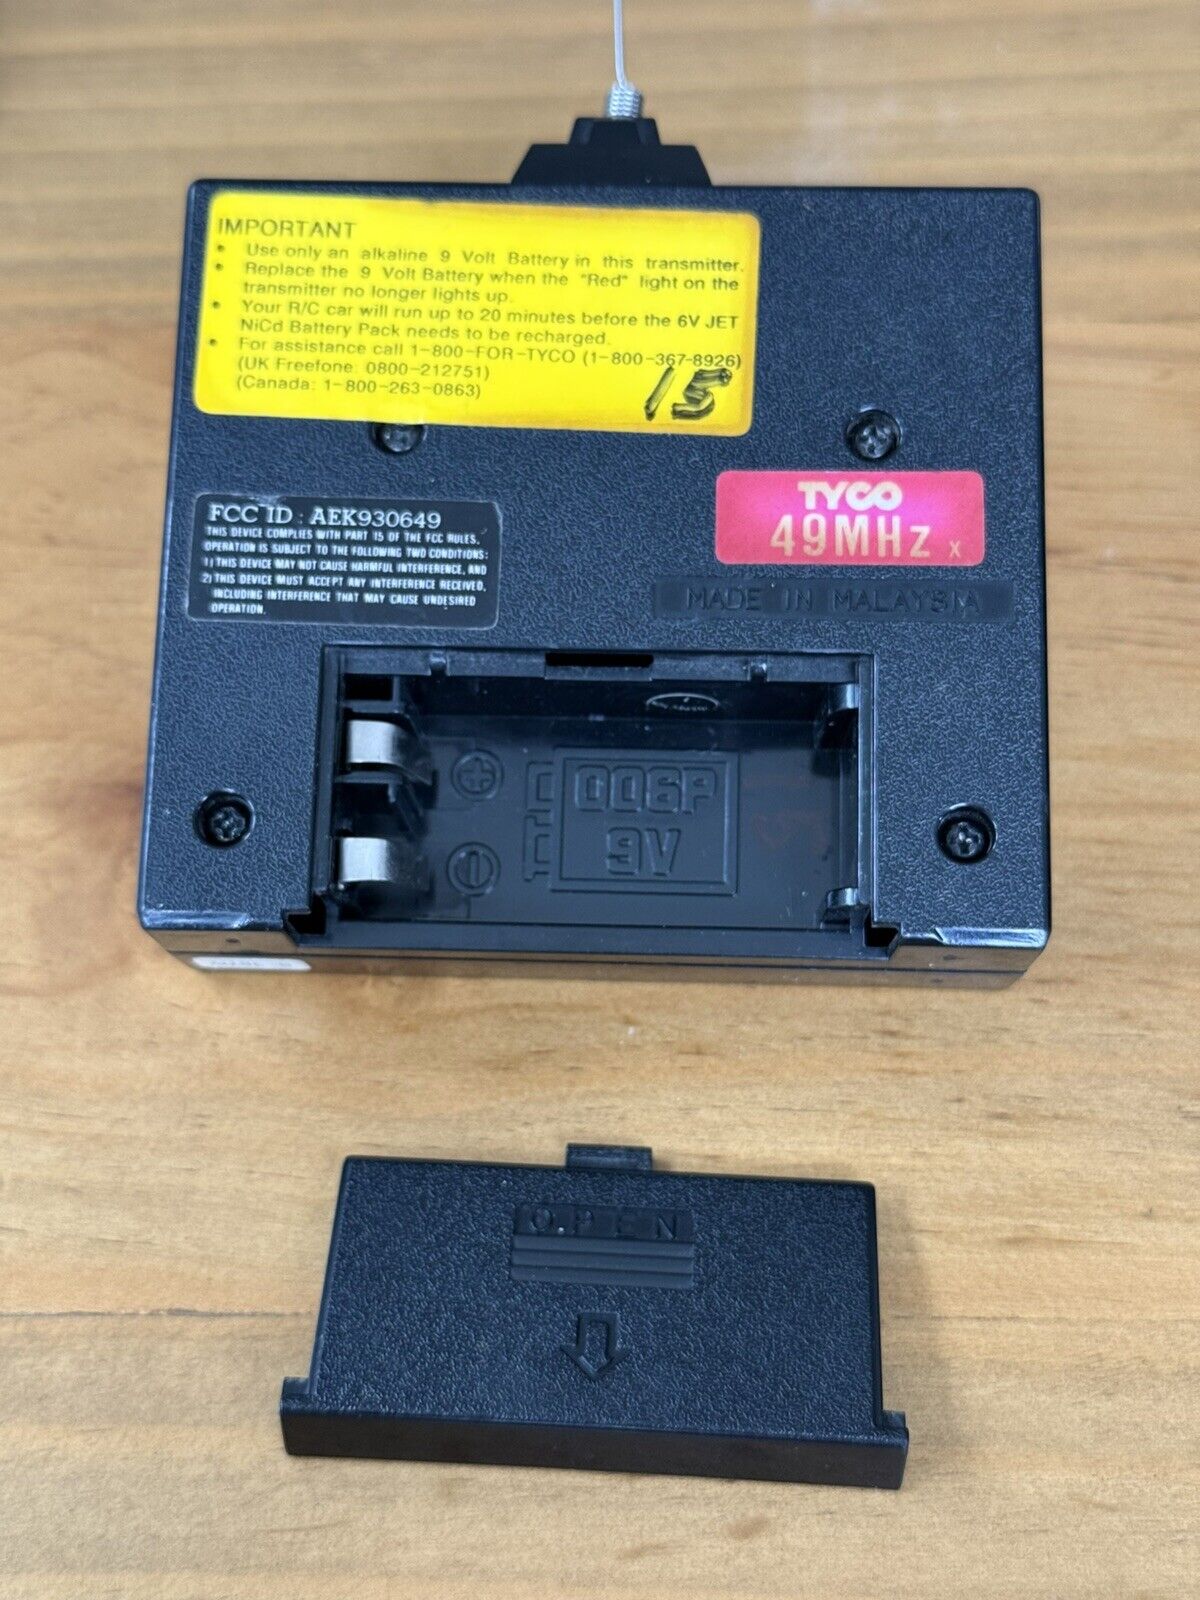 IMPORTANT
• Use only an alkaline 9 Volt Battery in this transmitter.
• Replace the 9 Volt Battery when the "Red" light on the
transmitter no longer lights up.
• Your R/C car will run up to 20 minutes before the 6V JET
NiCd Battery Pack needs to be recharged.
• For assistance call 1-800-FOR-TYCO (1-800-367-8926)
(UK Freefone: 0800-212751)
(Canada: 1-800-263-0863)
15
FCC ID : AEK930649
THIS DEVICE COMPLIES WITH PART 15 OF THE FCC RULES.
OPERATION IS SUBJECT TO THE FOLLOWING TWO CONDITIONS:
1) THIS DEVICE MAY NOT CAUSE HARMFUL INTERFERENCE, AND
2) THIS DEVICE MUST ACCEPT ANY INTERFERENCE RECEIVED,
INCLUDING INTERFERENCE THAT MAY CAUSE UNDESIRED
OPERATION.
TYCO
49MHz x
MADE IN MALAYSIA
+
006P
9V
-
OPEN